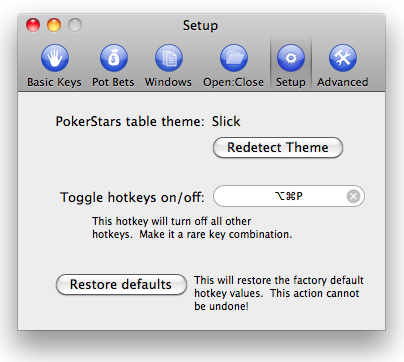 Setup
Basic Keys Pot Bets Windows Open:Close Setup Advanced
PokerStars table theme: Slick
Redetect Theme
Toggle hotkeys on/off: ⌥⌘P
This hotkey will turn off all other
hotkeys. Make it a rare key combination.
Restore defaults
This will restore the factory default
hotkey values. This action cannot
be undone!